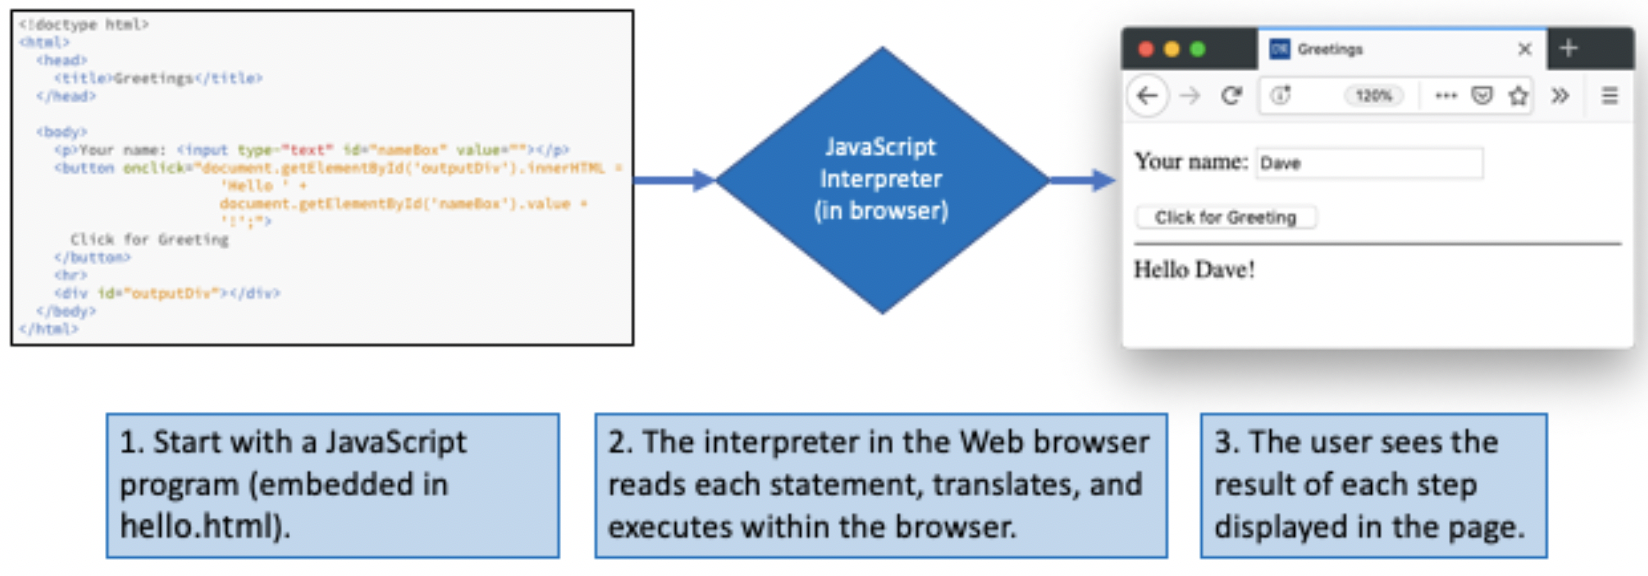 <!doctype html>
<html>
<head>
<title>Greetings</title>
</head>
<body>
<p>Your name: <input type="text" id="nameBox" value=""></p>
<button onclick="document.getElementById('outputDiv').innerHTML =
'Hello ' +
document.getElementById('nameBox').value +
'!';">
Click for Greeting
</button>
<hr>
<div id="outputDiv"></div>
</body>
</html>
JavaScript
Interpreter
(in browser)
Greetings
120%
Your name: Dave
Click for Greeting
Hello Dave!
1. Start with a JavaScript
program (embedded in
hello.html).
2. The interpreter in the Web browser
reads each statement, translates, and
executes within the browser.
3. The user sees the
result of each step
displayed in the page.